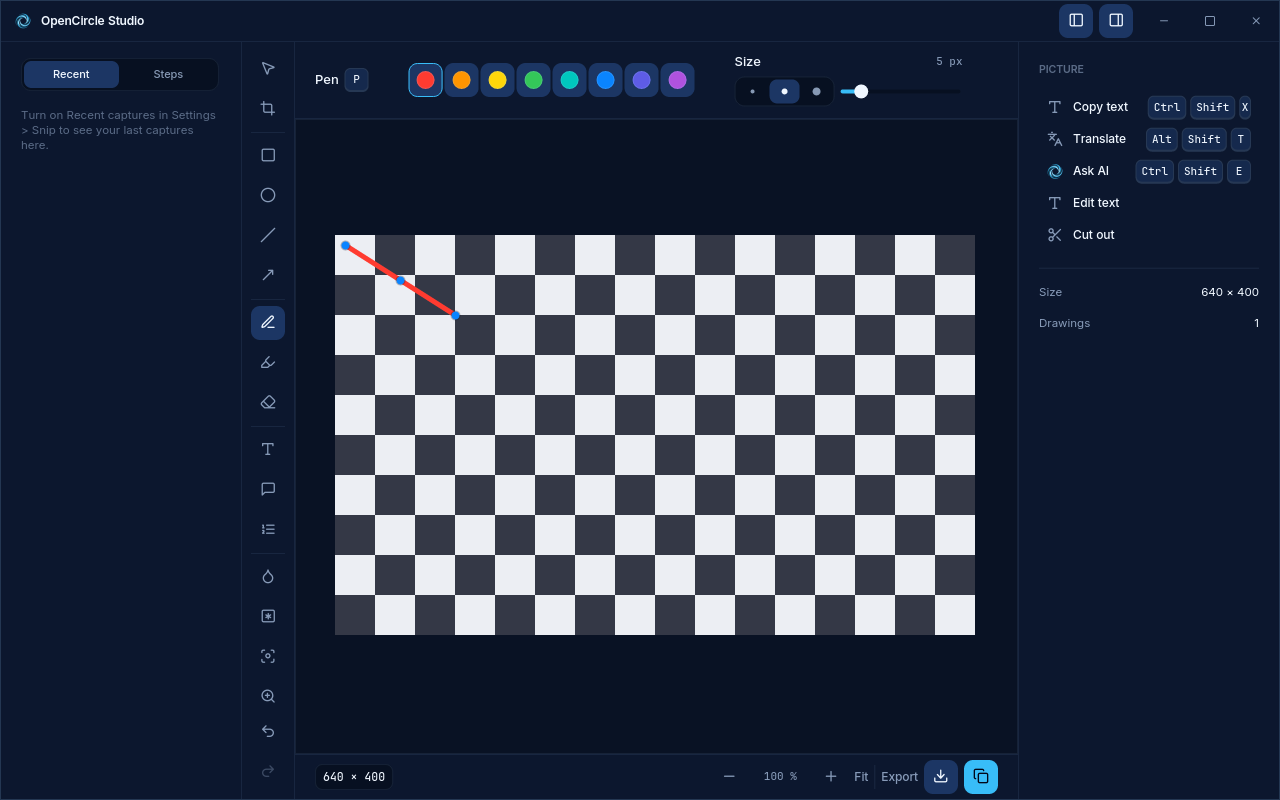 OpenCircle Studio
Recent
Steps
Turn on Recent captures in Settings
> Snip to see your last captures
here.
Pen P
Size 5 px
PICTURE
Copy text Ctrl Shift X
Translate Alt Shift T
Ask AI Ctrl Shift E
Edit text
Cut out
Size 640 × 400
Drawings 1
640 × 400
100 %
Fit
Export